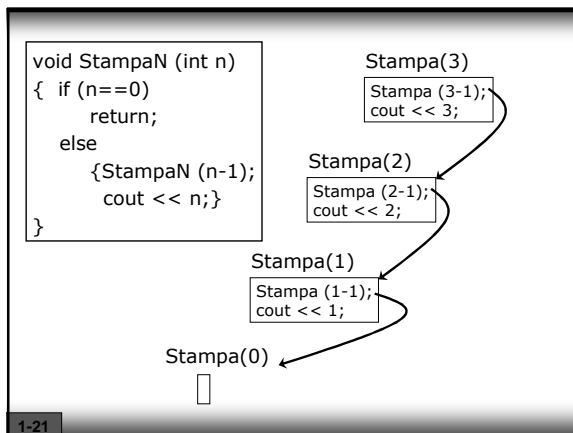 void StampaN (int n)
{ if (n==0)
return;
else
{StampaN (n-1);
cout << n;}
}
Stampa(3)
Stampa (3-1);
cout << 3;
Stampa(2)
Stampa (2-1);
cout << 2;
Stampa(1)
Stampa (1-1);
cout << 1;
Stampa(0)
1-21